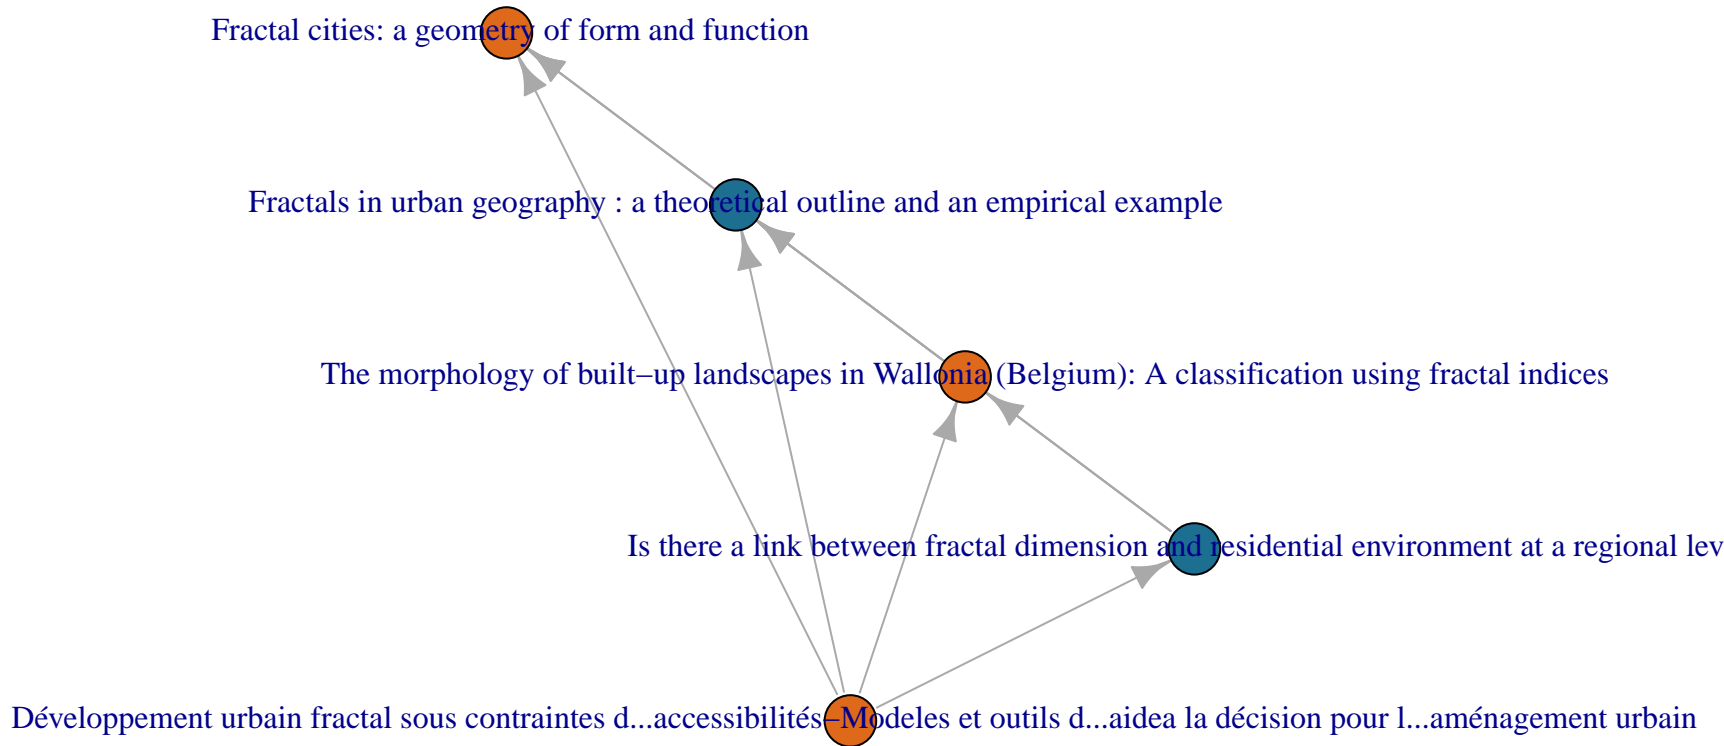 Fractal cities: a geometry of form and function
Fractals in urban geography : a theoretical outline and an empirical example
The morphology of built−up landscapes in Wallonia (Belgium): A classification using fractal indices
Is there a link between fractal dimension and residential environment at a regional lev
Développement urbain fractal sous contraintes d...accessibilités−Modeles et outils d...aidea la décision pour l...aménagement urbain